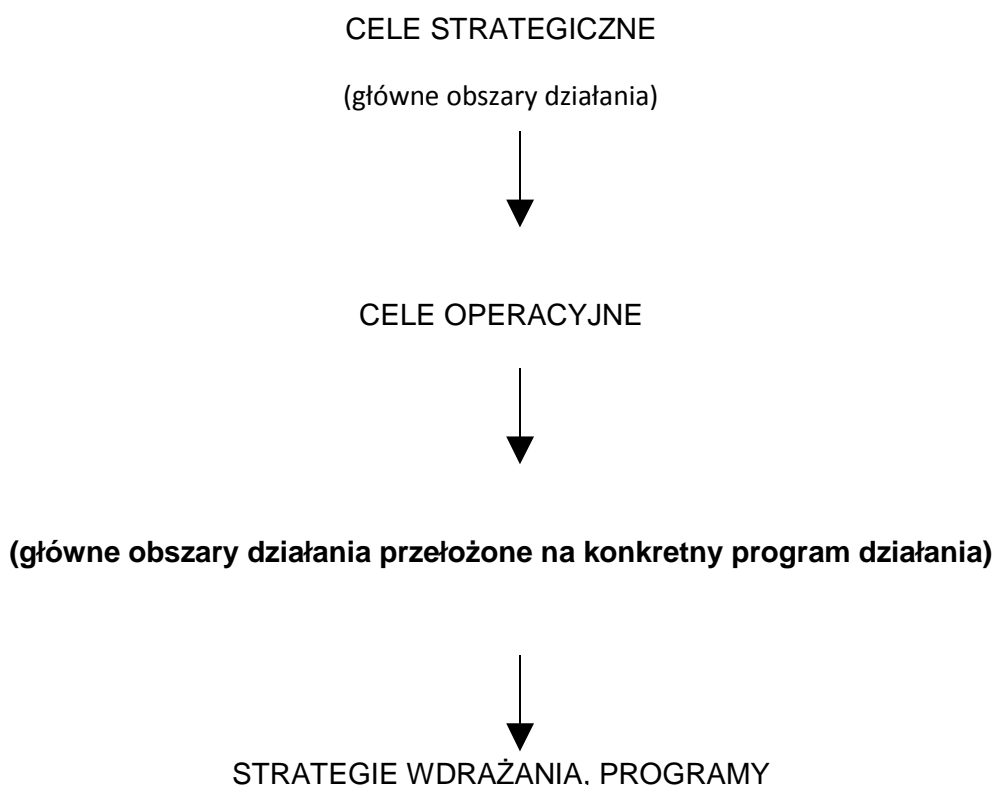 CELE STRATEGICZNE
(główne obszary działania)
CELE OPERACYJNE
(główne obszary działania przełożone na konkretny program działania)
STRATEGIE WDRAŻANIA, PROGRAMY